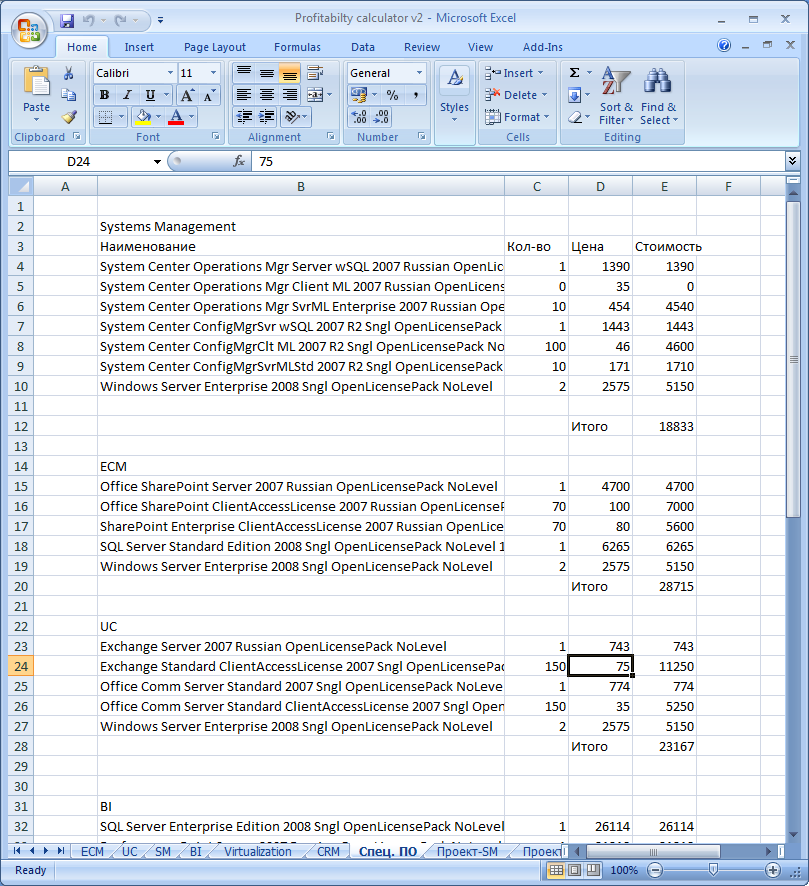 Profitabilty calculator v2 - Microsoft Excel
Home Insert Page Layout Formulas Data Review View Add-Ins
Calibri 11 General Insert Σ
Paste B I U A A % , Styles Delete Sort & Filter Find & Select
A A Format
Clipboard Font Alignment Number Cells Editing
D24 fx 75
A B C D E F
1
2 Systems Management
3 Наименование Кол-во Цена Стоимость
4 System Center Operations Mgr Server wSQL 2007 Russian OpenLic 1 1390 1390
5 System Center Operations Mgr Client ML 2007 Russian OpenLicens 0 35 0
6 System Center Operations Mgr SvrML Enterprise 2007 Russian Ope 10 454 4540
7 System Center ConfigMgrSvr wSQL 2007 R2 Sngl OpenLicensePack 1 1443 1443
8 System Center ConfigMgrClt ML 2007 R2 Sngl OpenLicensePack No 100 46 4600
9 System Center ConfigMgrSvrMLStd 2007 R2 Sngl OpenLicensePack 10 171 1710
10 Windows Server Enterprise 2008 Sngl OpenLicensePack NoLevel 2 2575 5150
11
12 Итого 18833
13
14 ECM
15 Office SharePoint Server 2007 Russian OpenLicensePack NoLevel 1 4700 4700
16 Office SharePoint ClientAccessLicense 2007 Russian OpenLicense 70 100 7000
17 SharePoint Enterprise ClientAccessLicense 2007 Russian OpenLice 70 80 5600
18 SQL Server Standard Edition 2008 Sngl OpenLicensePack NoLevel 1 1 6265 6265
19 Windows Server Enterprise 2008 Sngl OpenLicensePack NoLevel 2 2575 5150
20 Итого 28715
21
22 UC
23 Exchange Server 2007 Russian OpenLicensePack NoLevel 1 743 743
24 Exchange Standard ClientAccessLicense 2007 Sngl OpenLicensePac 150 75 11250
25 Office Comm Server Standard 2007 Sngl OpenLicensePack NoLeve 1 774 774
26 Office Comm Server Standard ClientAccessLicense 2007 Sngl Open 150 35 5250
27 Windows Server Enterprise 2008 Sngl OpenLicensePack NoLevel 2 2575 5150
28 Итого 23167
29
30
31 BI
32 SQL Server Enterprise Edition 2008 Sngl OpenLicensePack NoLevel 1 26114 26114
ECM UC SM BI Virtualization CRM Спец. ПО Проект-SM Проект
Ready 100%